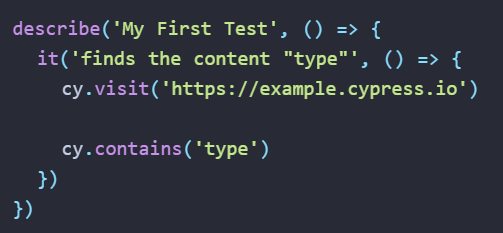 describe('My First Test', () => {
  it('finds the content "type"', () => {
    cy.visit('https://example.cypress.io')

    cy.contains('type')
  })
})